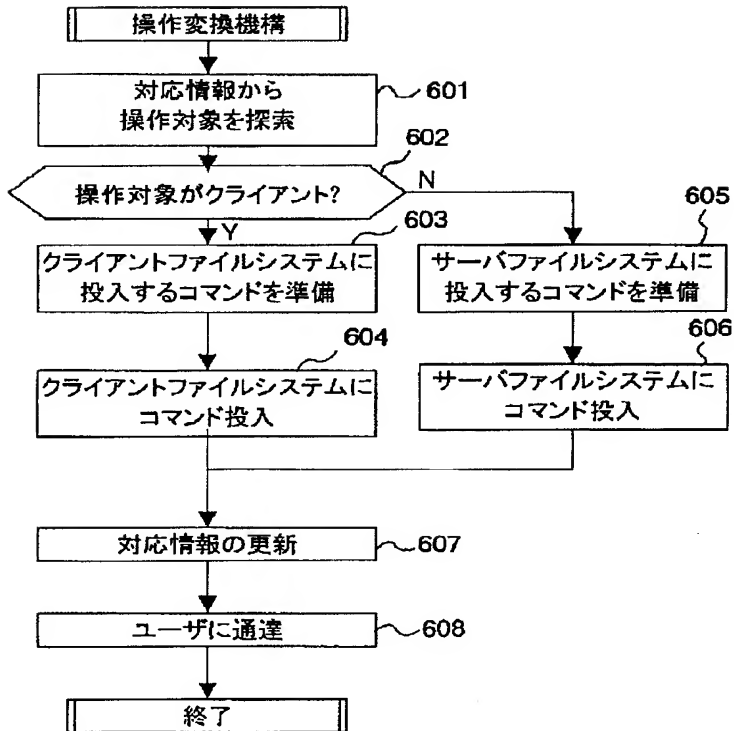 操作変換機構
対応情報から
操作対象を探索
601
602
操作対象がクライアント?
N
Y
603
クライアントファイルシステムに
投入するコマンドを準備
605
サーバファイルシステムに
投入するコマンドを準備
604
クライアントファイルシステムに
コマンド投入
606
サーバファイルシステムに
コマンド投入
対応情報の更新
607
ユーザに通達
608
終了